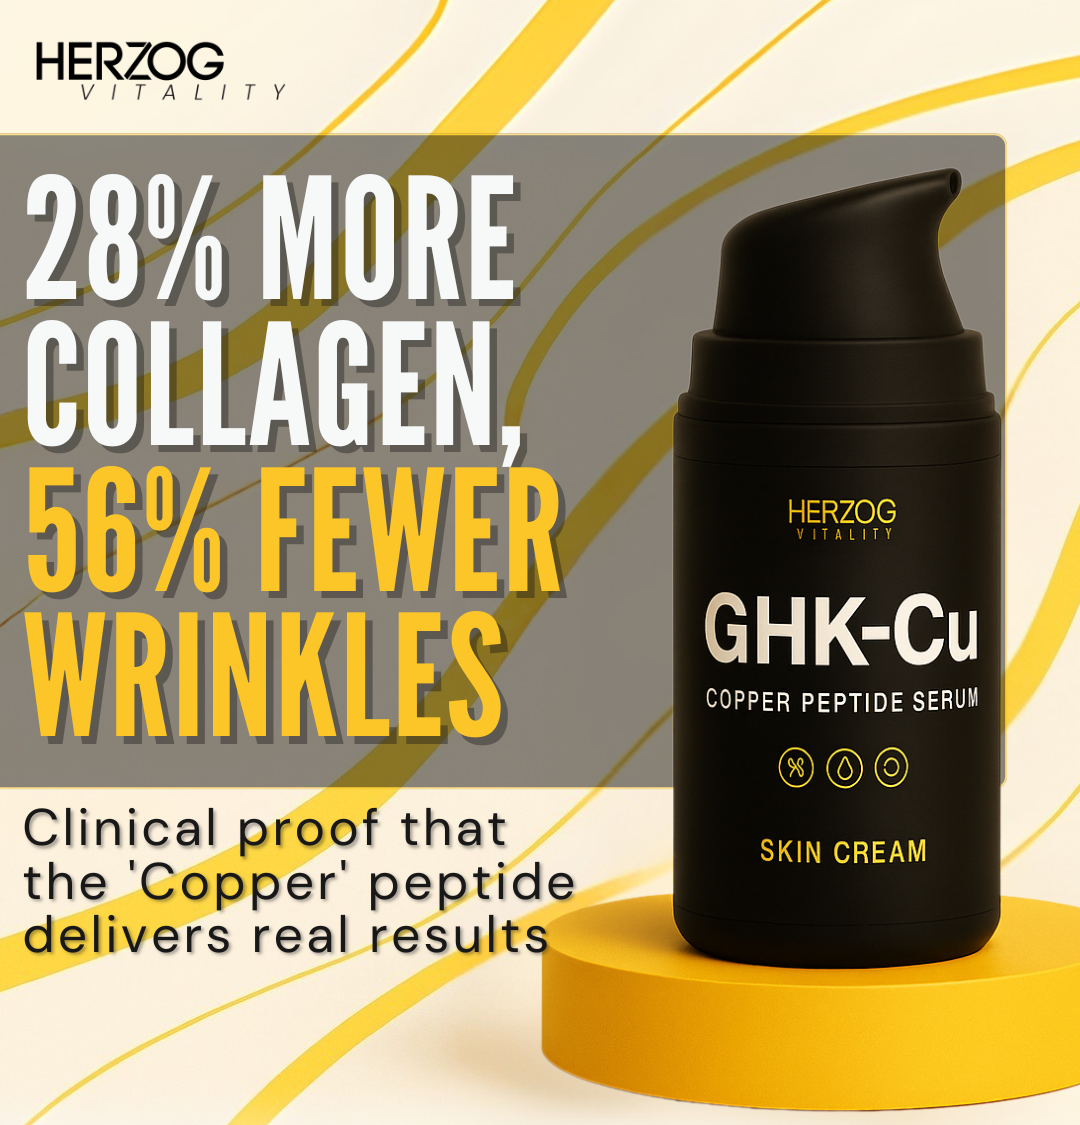 HERZOG
VITALITY
28% MORE
COLLAGEN,
56% FEWER
WRINKLES
Clinical proof that
the 'Copper' peptide
delivers real results
HERZOG
VITALITY
GHK-Cu
COPPER PEPTIDE SERUM
SKIN CREAM